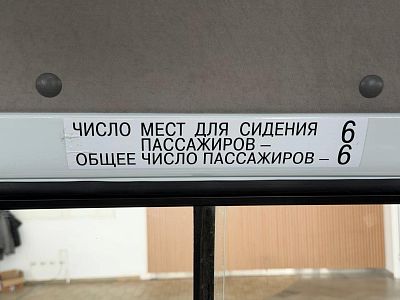 ЧИСЛО МЕСТ ДЛЯ СИДЕНИЯ 6
ПАССАЖИРОВ –
ОБЩЕЕ ЧИСЛО ПАССАЖИРОВ – 6